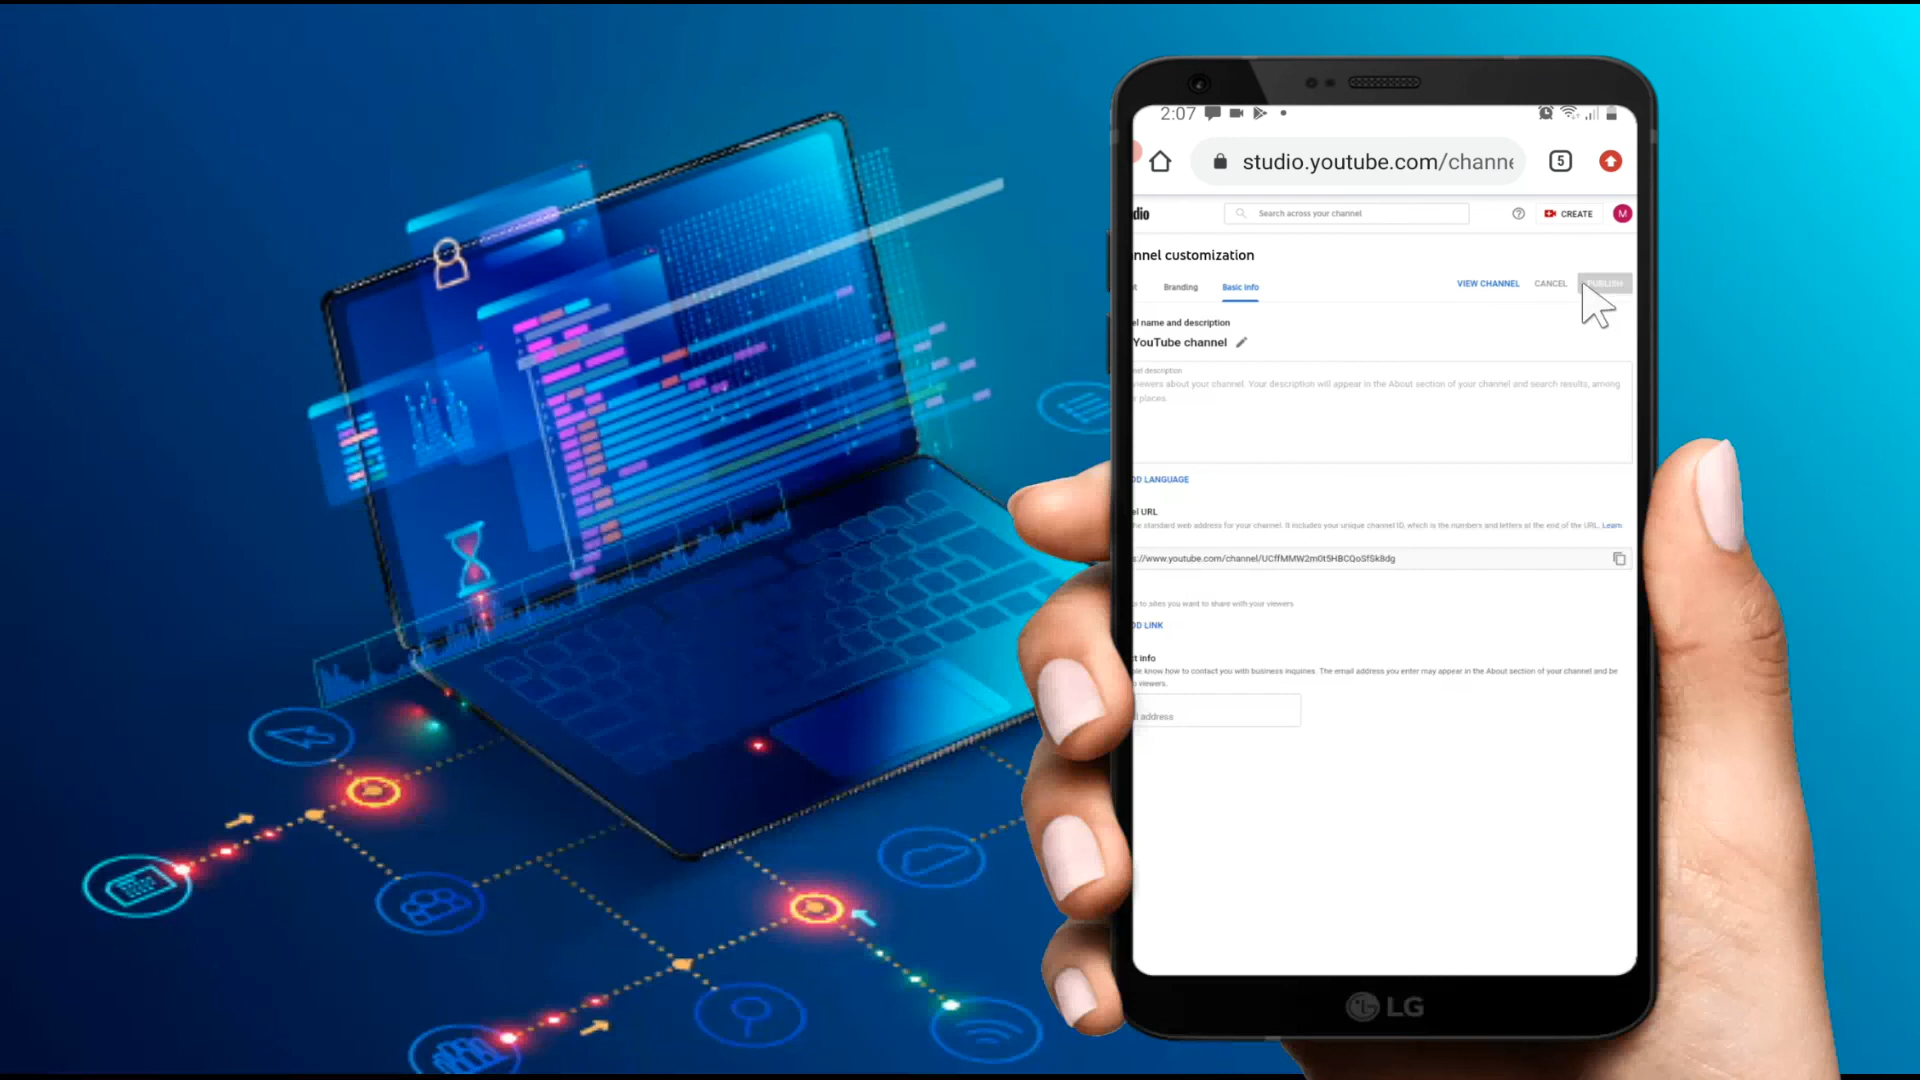 2:07
studio.youtube.com/channe
5
dio
Search across your channel
CREATE
M
nnel customization
t
Branding
Basic info
VIEW CHANNEL
CANCEL
PUBLISH
el name and description
YouTube channel
nel description
viewers about your channel. Your description will appear in the About section of your channel and search results, among
r places.
DD LANGUAGE
el URL
he standard web address for your channel. It includes your unique channel ID, which is the numbers and letters at the end of the URL. Learn
s://www.youtube.com/channel/UCffMMW2m0t5HBCQoSfSk8dg
s to sites you want to share with your viewers
DD LINK
t info
le know how to contact you with business inquiries. The email address you enter may appear in the About section of your channel and be
o viewers.
il address
LG